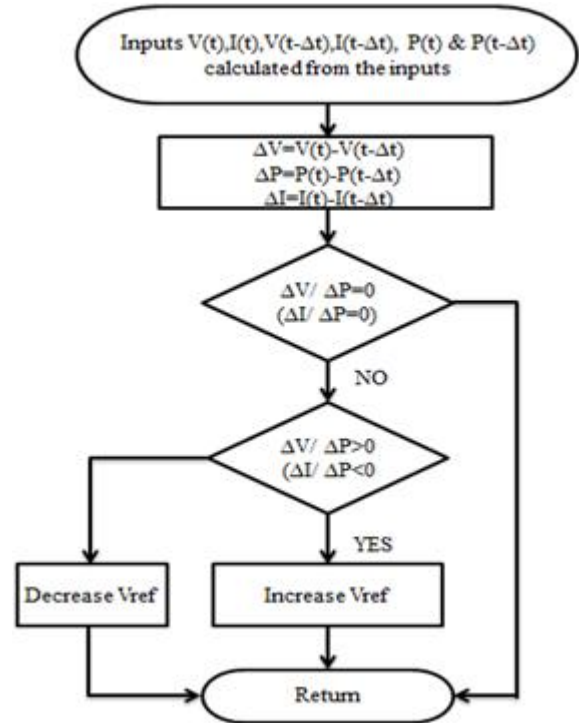 Inputs V(t),I(t),V(t-Δt),I(t-Δt), P(t) & P(t-Δt)
calculated from the inputs
ΔV=V(t)-V(t-Δt)
ΔP=P(t)-P(t-Δt)
ΔI=I(t)-I(t-Δt)
ΔV/ ΔP=0
(ΔI/ ΔP=0)
NO
ΔV/ ΔP>0
(ΔI/ ΔP<0
YES
Decrease Vref
Increase Vref
Return